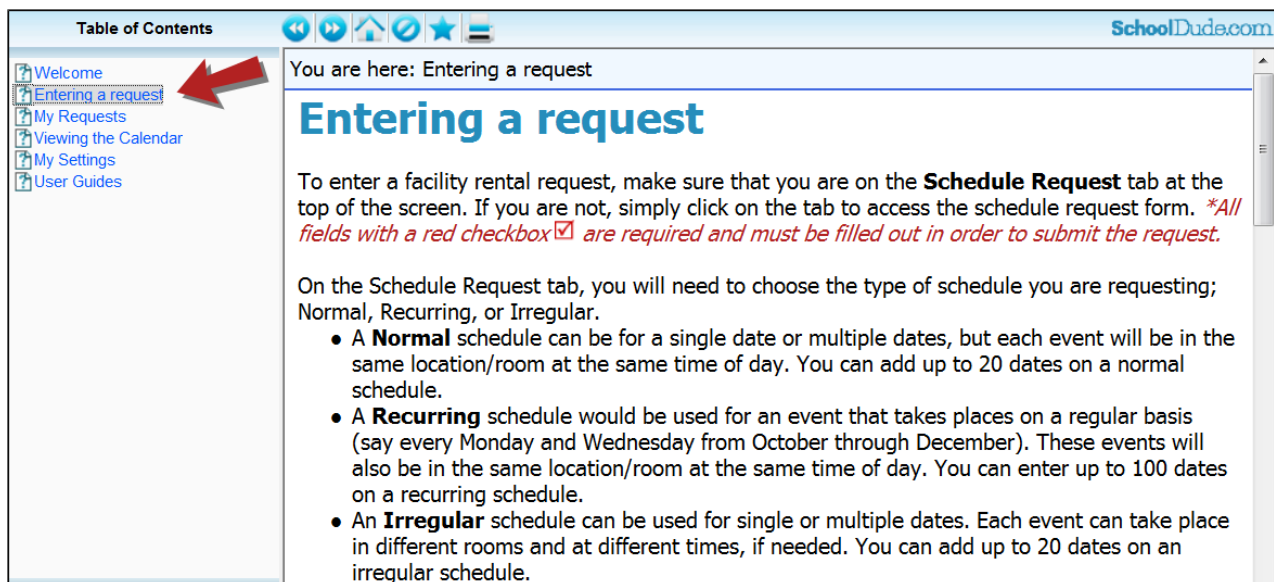 Table of Contents
SchoolDude.com
Welcome
Entering a request
My Requests
Viewing the Calendar
My Settings
User Guides
You are here: Entering a request
Entering a request
To enter a facility rental request, make sure that you are on the Schedule Request tab at the
top of the screen. If you are not, simply click on the tab to access the schedule request form. *All
fields with a red checkbox ☑ are required and must be filled out in order to submit the request.
On the Schedule Request tab, you will need to choose the type of schedule you are requesting;
Normal, Recurring, or Irregular.
● A Normal schedule can be for a single date or multiple dates, but each event will be in the
same location/room at the same time of day. You can add up to 20 dates on a normal
schedule.
● A Recurring schedule would be used for an event that takes places on a regular basis
(say every Monday and Wednesday from October through December). These events will
also be in the same location/room at the same time of day. You can enter up to 100 dates
on a recurring schedule.
● An Irregular schedule can be used for single or multiple dates. Each event can take place
in different rooms and at different times, if needed. You can add up to 20 dates on an
irregular schedule.